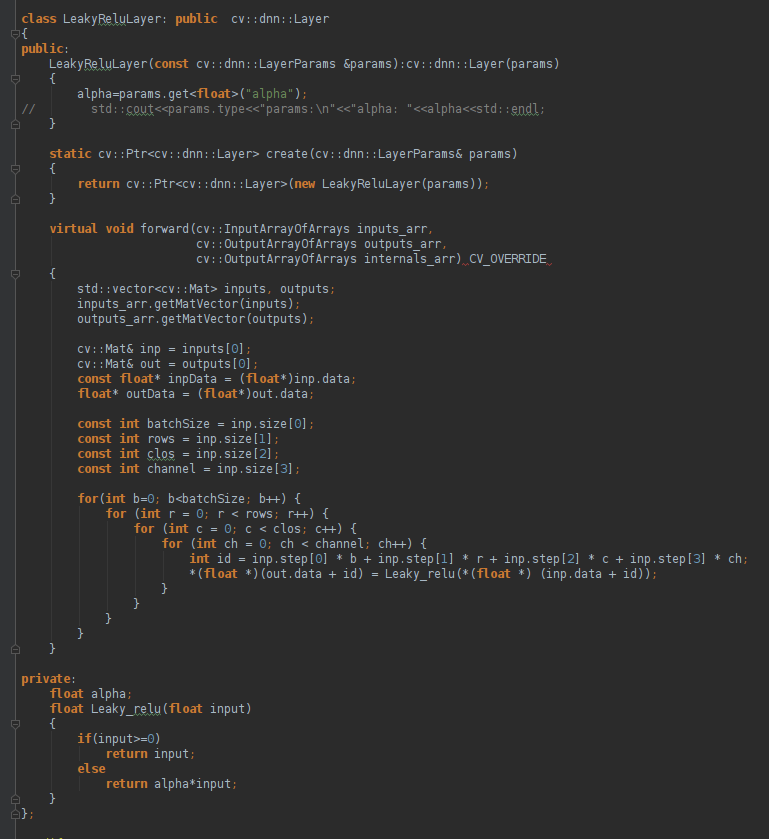 class LeakyReluLayer: public  cv::dnn::Layer
{
public:
    LeakyReluLayer(const cv::dnn::LayerParams &params):cv::dnn::Layer(params)
    {
        alpha=params.get<float>("alpha");
//        std::cout<<params.type<<"params:\n"<<"alpha: "<<alpha<<std::endl;
    }

    static cv::Ptr<cv::dnn::Layer> create(cv::dnn::LayerParams& params)
    {
        return cv::Ptr<cv::dnn::Layer>(new LeakyReluLayer(params));
    }

    virtual void forward(cv::InputArrayOfArrays inputs_arr,
                         cv::OutputArrayOfArrays outputs_arr,
                         cv::OutputArrayOfArrays internals_arr) CV_OVERRIDE
    {
        std::vector<cv::Mat> inputs, outputs;
        inputs_arr.getMatVector(inputs);
        outputs_arr.getMatVector(outputs);

        cv::Mat& inp = inputs[0];
        cv::Mat& out = outputs[0];
        const float* inpData = (float*)inp.data;
        float* outData = (float*)out.data;

        const int batchSize = inp.size[0];
        const int rows = inp.size[1];
        const int clos = inp.size[2];
        const int channel = inp.size[3];

        for(int b=0; b<batchSize; b++) {
            for (int r = 0; r < rows; r++) {
                for (int c = 0; c < clos; c++) {
                    for (int ch = 0; ch < channel; ch++) {
                        int id = inp.step[0] * b + inp.step[1] * r + inp.step[2] * c + inp.step[3] * ch;
                        *(float *)(out.data + id) = Leaky_relu(*(float *) (inp.data + id));
                    }
                }
            }
        }
    }

private:
    float alpha;
    float Leaky_relu(float input)
    {
        if(input>=0)
            return input;
        else
            return alpha*input;
    }
};